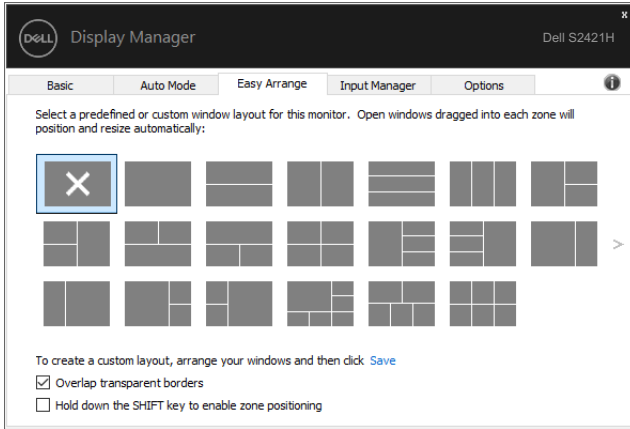 x
DELL Display Manager Dell S2421H
Basic Auto Mode Easy Arrange Input Manager Options i
Select a predefined or custom window layout for this monitor. Open windows dragged into each zone will
position and resize automatically:
>
To create a custom layout, arrange your windows and then click Save
Overlap transparent borders
Hold down the SHIFT key to enable zone positioning